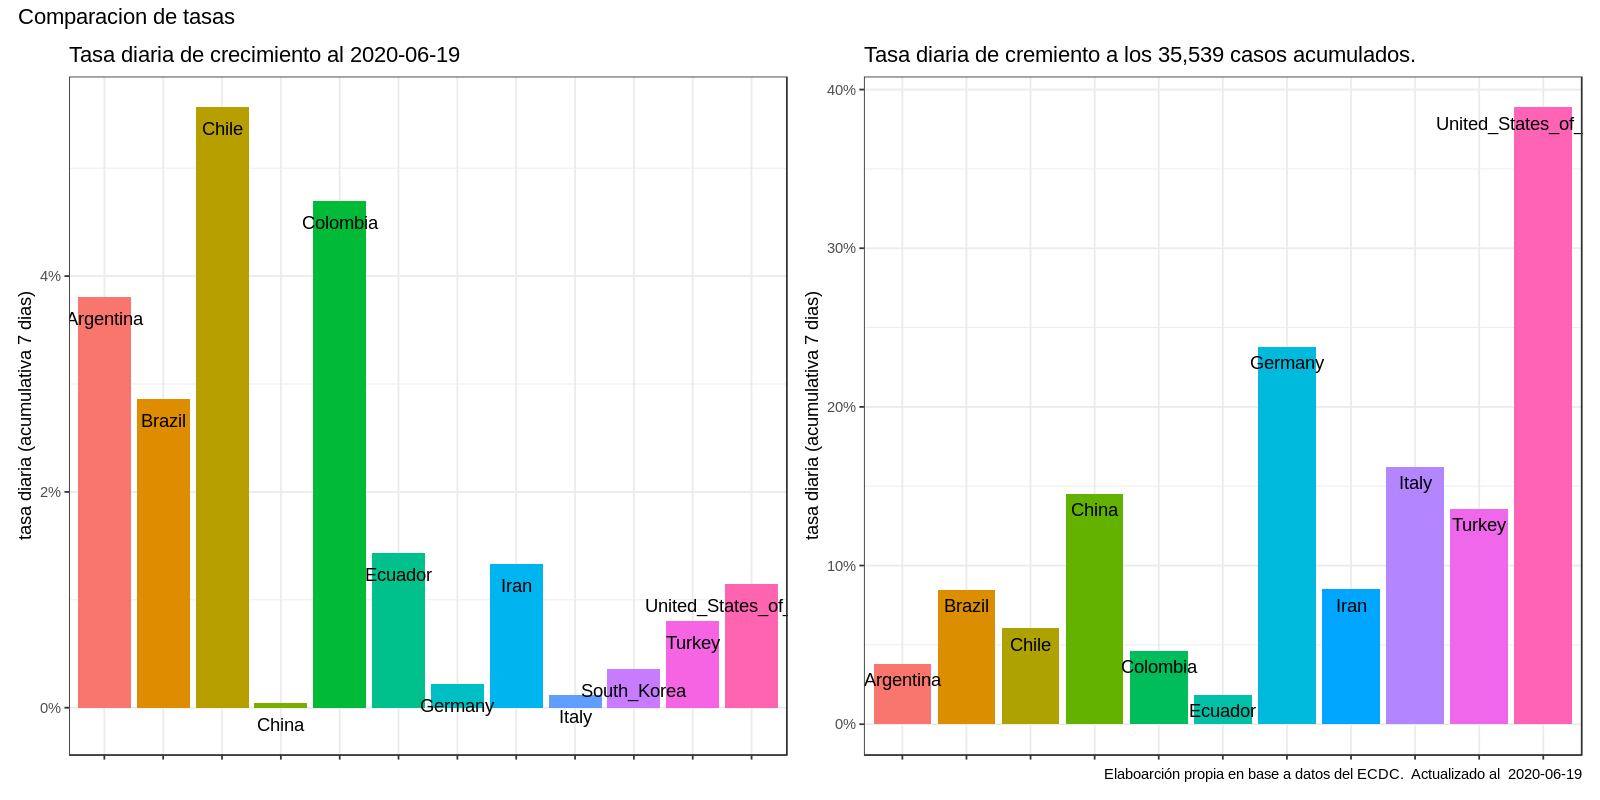 Comparacion de tasas
Tasa diaria de crecimiento al 2020-06-19
tasa diaria (acumulativa 7 dias)
4%
2%
0%
Argentina
Brazil
Chile
China
Colombia
Ecuador
Germany
Iran
Italy
South_Korea
Turkey
United_States_of_
Tasa diaria de cremiento a los 35,539 casos acumulados.
tasa diaria (acumulativa 7 dias)
40%
30%
20%
10%
0%
Argentina
Brazil
Chile
China
Colombia
Ecuador
Germany
Iran
Italy
Turkey
United_States_of_
Elaboarción propia en base a datos del ECDC.  Actualizado al  2020-06-19